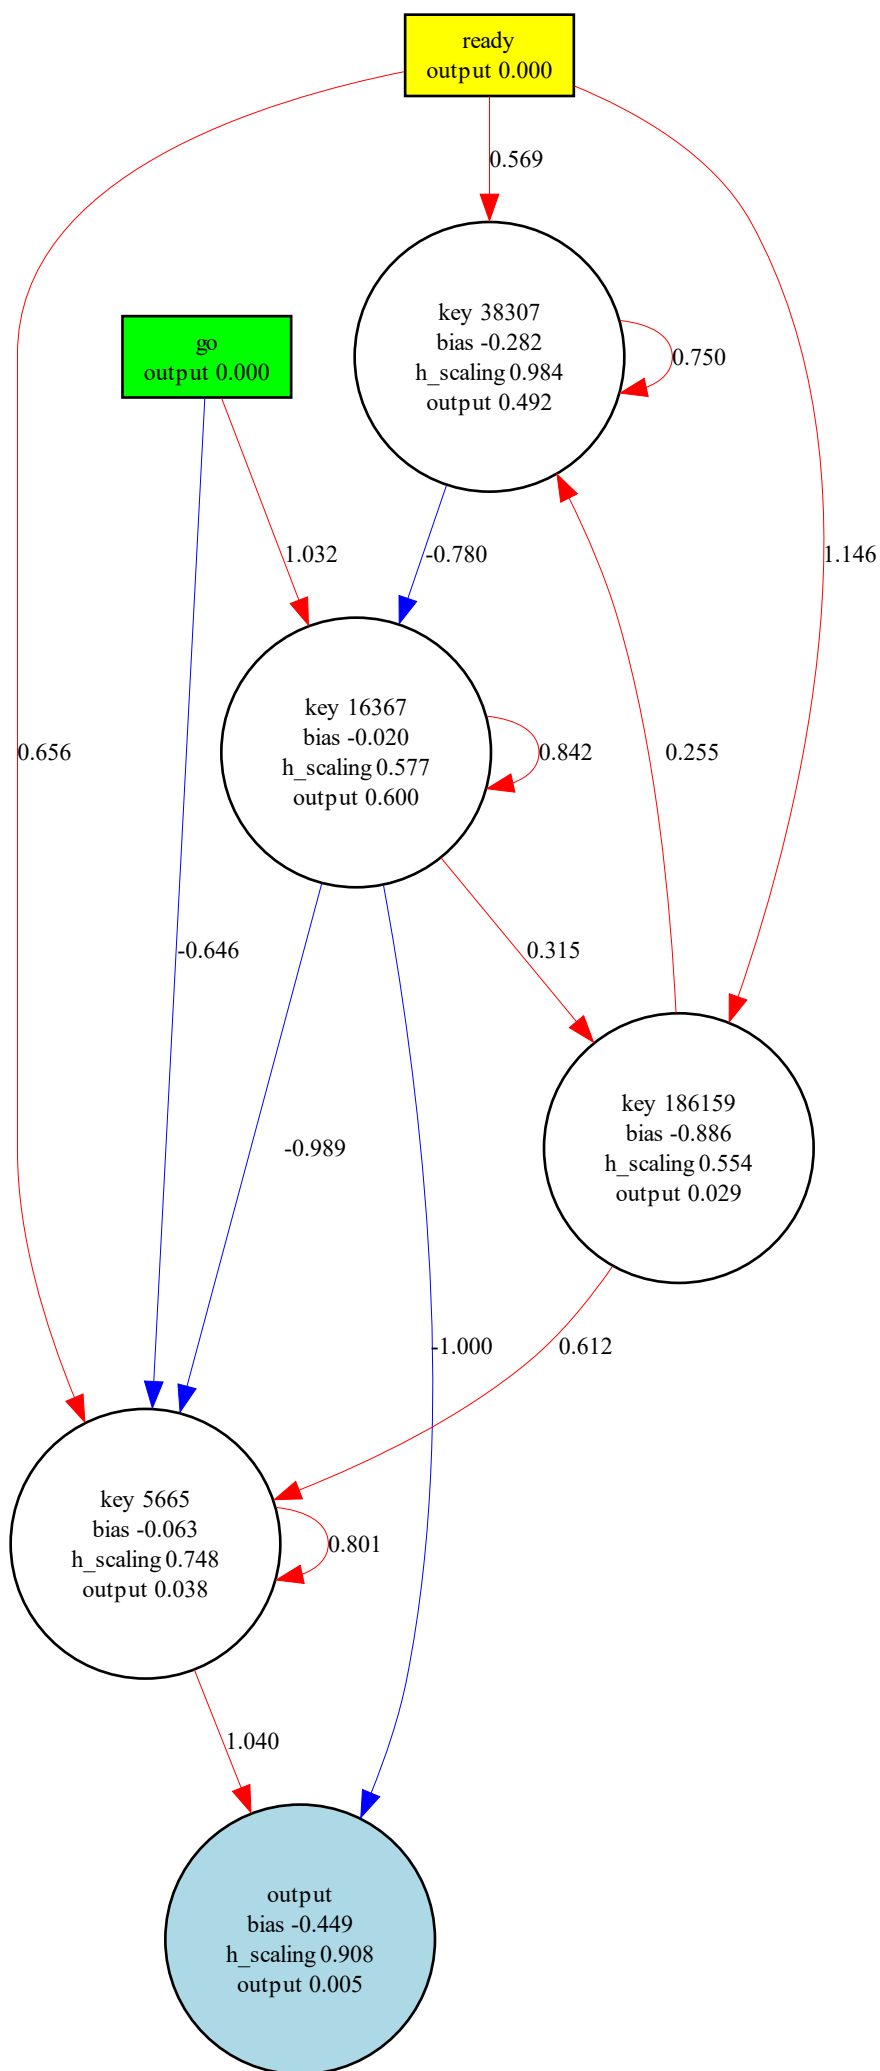 ready
output 0.000
0.569
key 38307
bias -0.282
h_scaling 0.984
output 0.492
0.750
go
output 0.000
1.032
-0.780
1.146
key 16367
bias -0.020
h_scaling 0.577
output 0.600
0.842
0.656
0.255
-0.646
0.315
-0.989
key 186159
bias -0.886
h_scaling 0.554
output 0.029
-1.000
0.612
key 5665
bias -0.063
h_scaling 0.748
output 0.038
0.801
1.040
output
bias -0.449
h_scaling 0.908
output 0.005